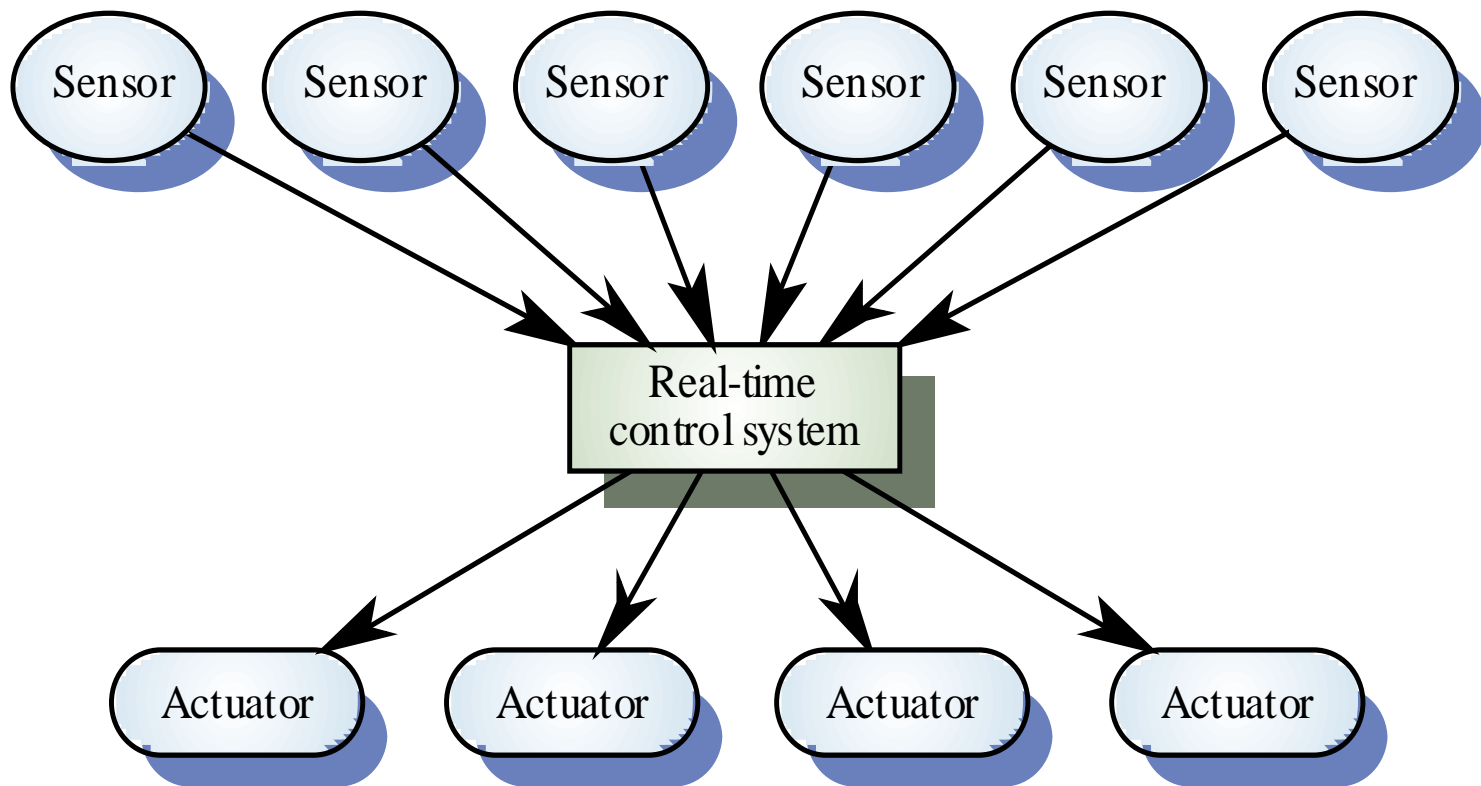 Sensor
Sensor
Sensor
Sensor
Sensor
Sensor
Real-time
control system
Actuator
Actuator
Actuator
Actuator